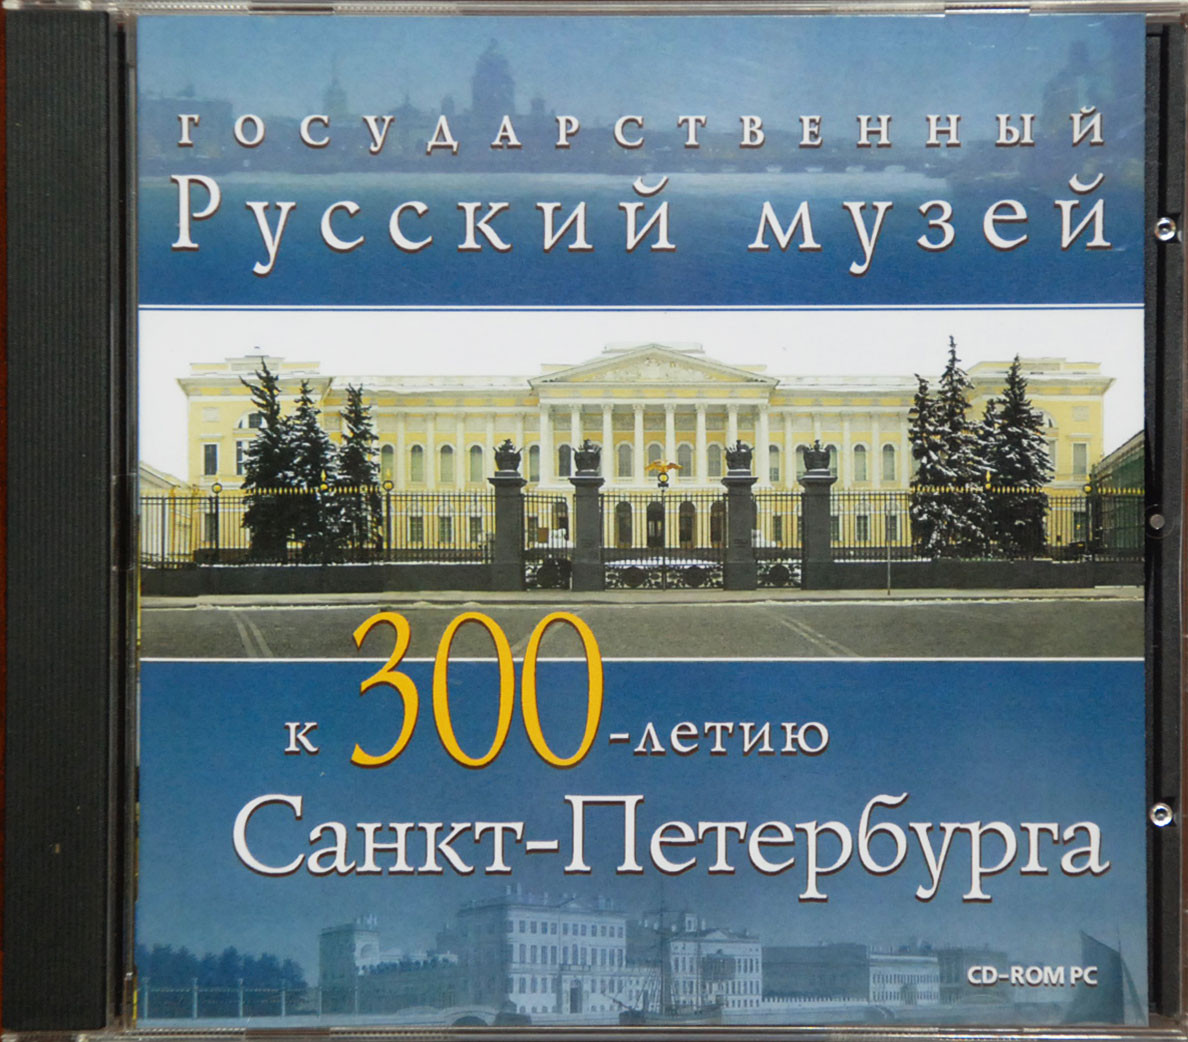 ГОСУДАРСТВЕННЫЙ
Русский музей
к 300-летию
Санкт-Петербурга
CD-ROM PC